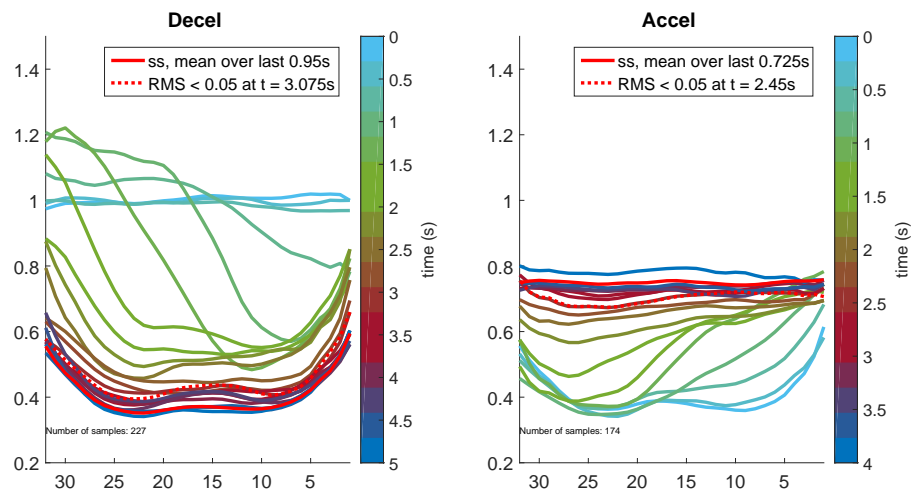 Decel
ss, mean over last 0.95s
RMS < 0.05 at t = 3.075s
1.4
1.2
1
0.8
0.6
0.4
0.2
Number of samples: 227
30 25 20 15 10 5
0
0.5
1
1.5
2
2.5
3
3.5
4
4.5
5
time (s)
Accel
ss, mean over last 0.725s
RMS < 0.05 at t = 2.45s
1.4
1.2
1
0.8
0.6
0.4
0.2
Number of samples: 174
30 25 20 15 10 5
0
0.5
1
1.5
2
2.5
3
3.5
4
time (s)